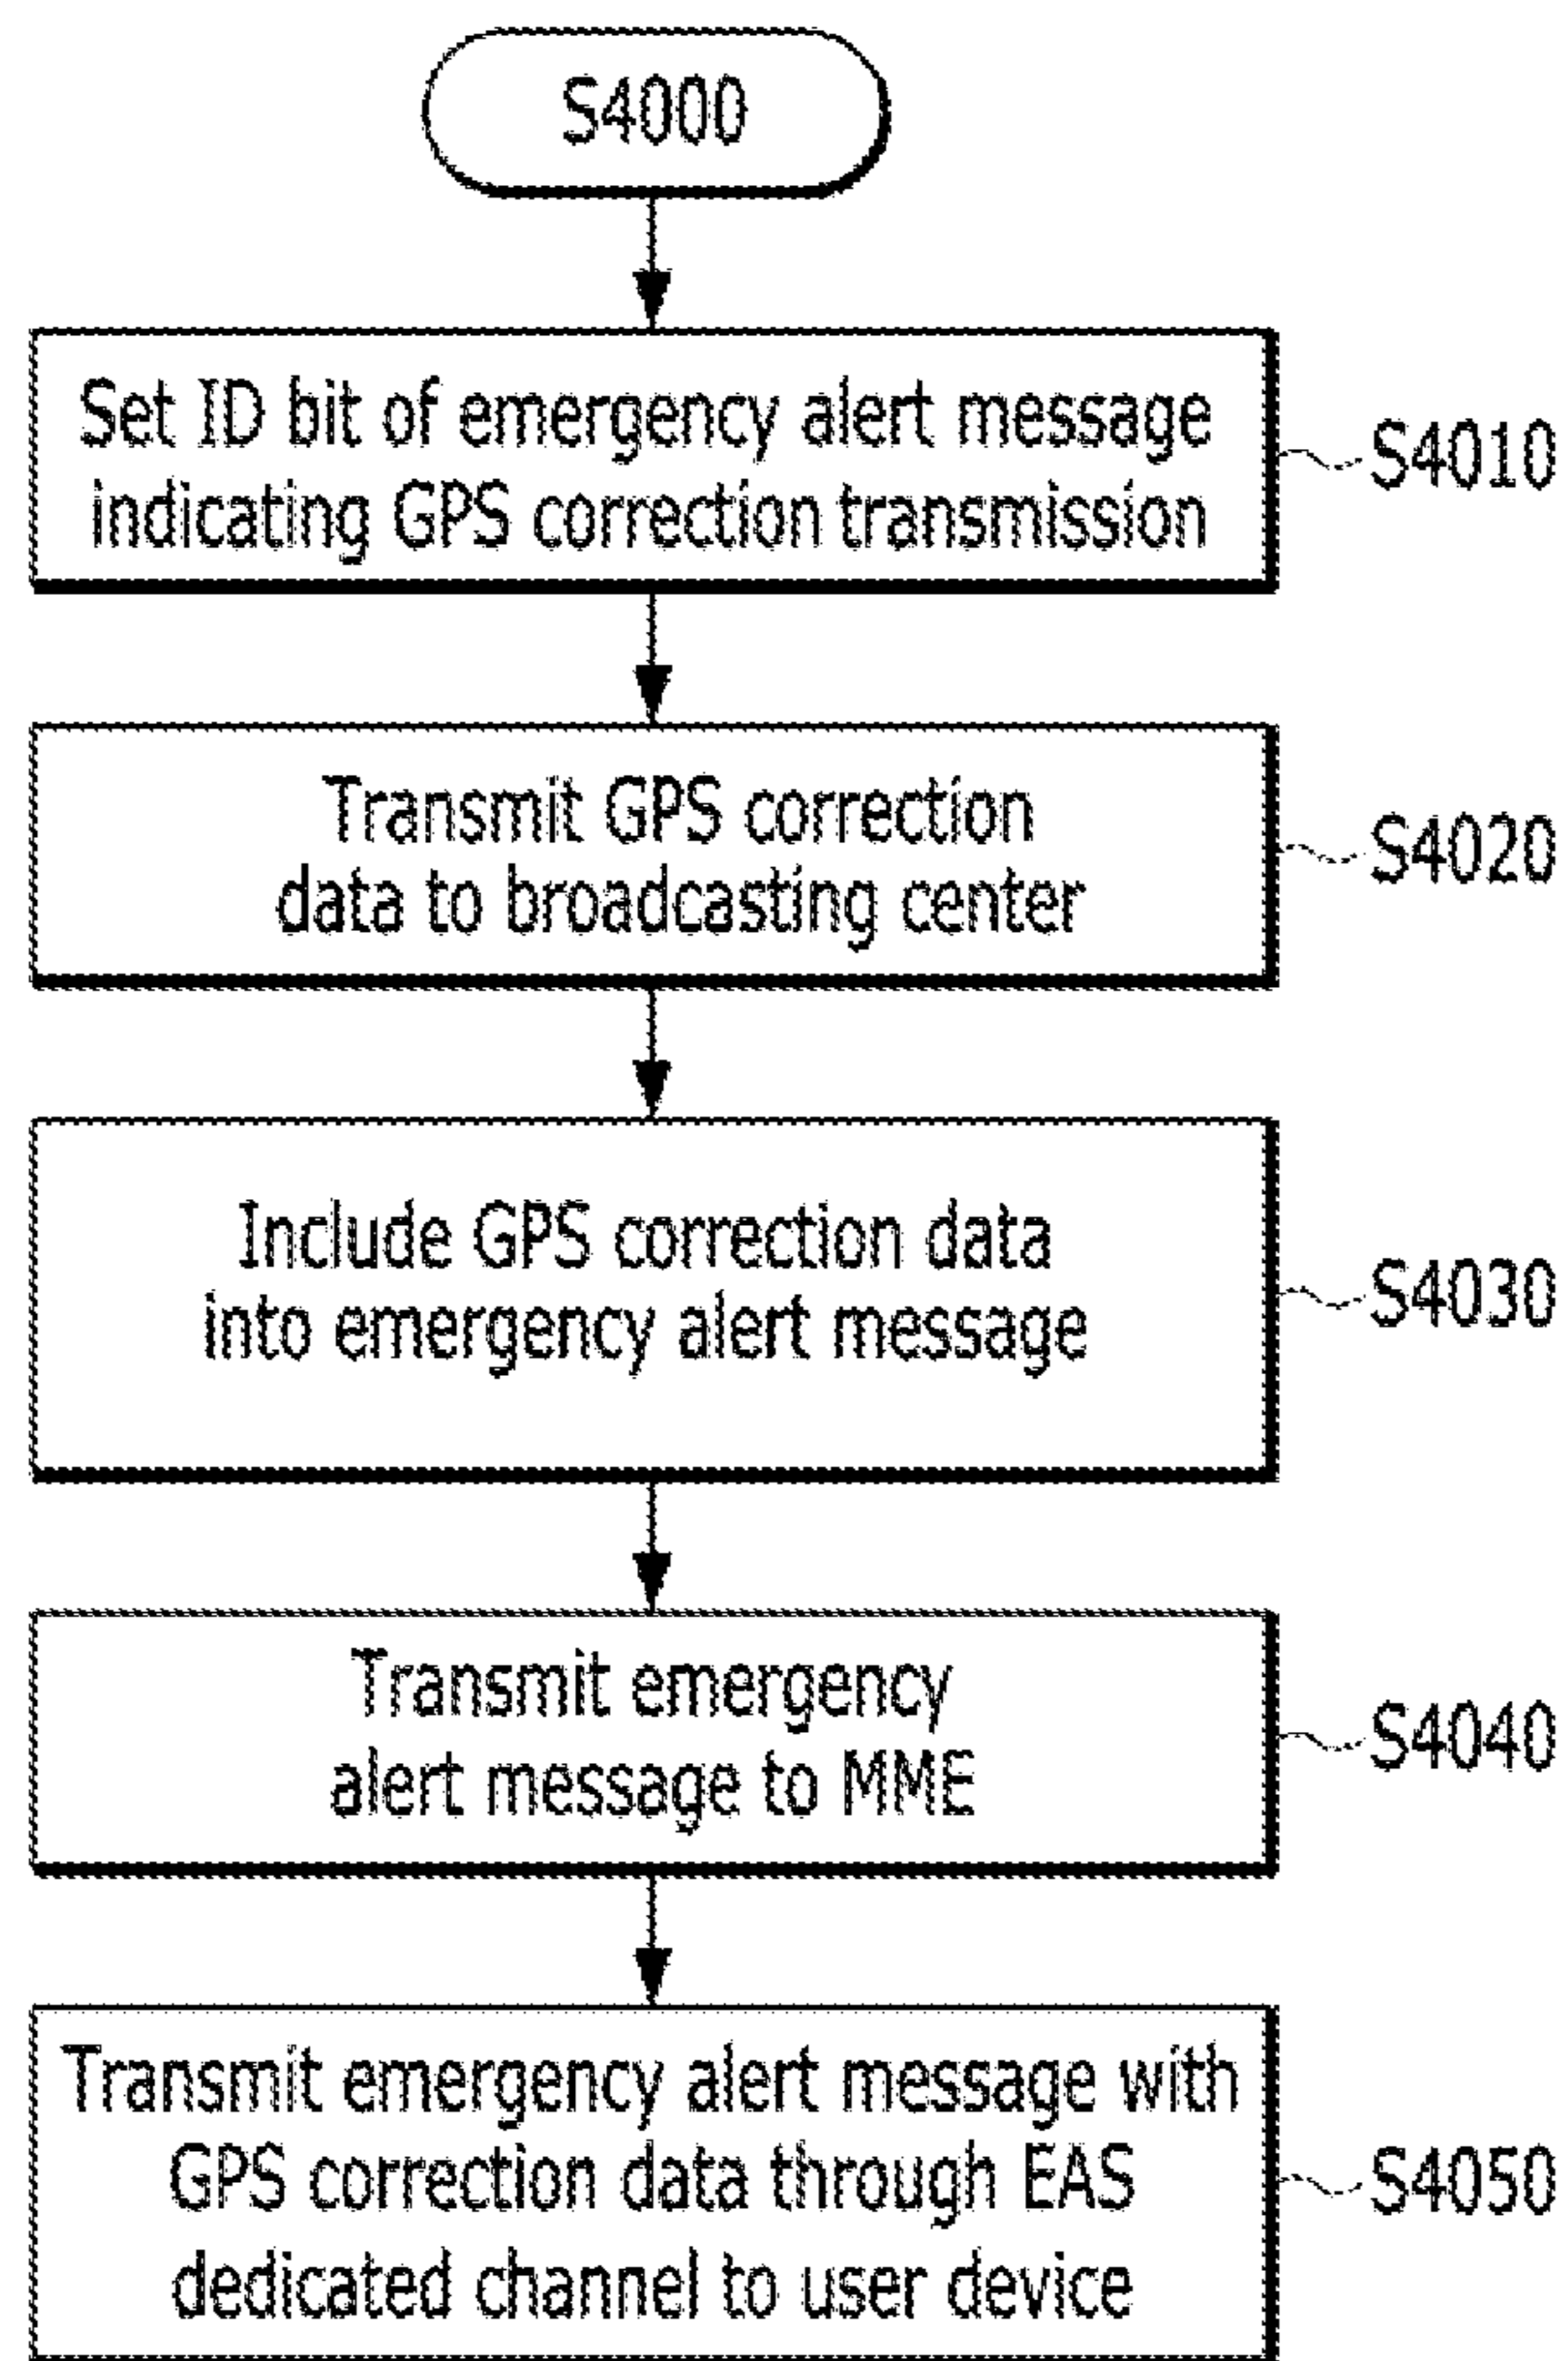 S4000
Set ID bit of emergency alert message
indicating GPS correction transmission
S4010
Transmit GPS correction
data to broadcasting center
S4020
Include GPS correction data
into emergency alert message
S4030
Transmit emergency
alert message to MME
S4040
Transmit emergency alert message with
GPS correction data through EAS
dedicated channel to user device
S4050